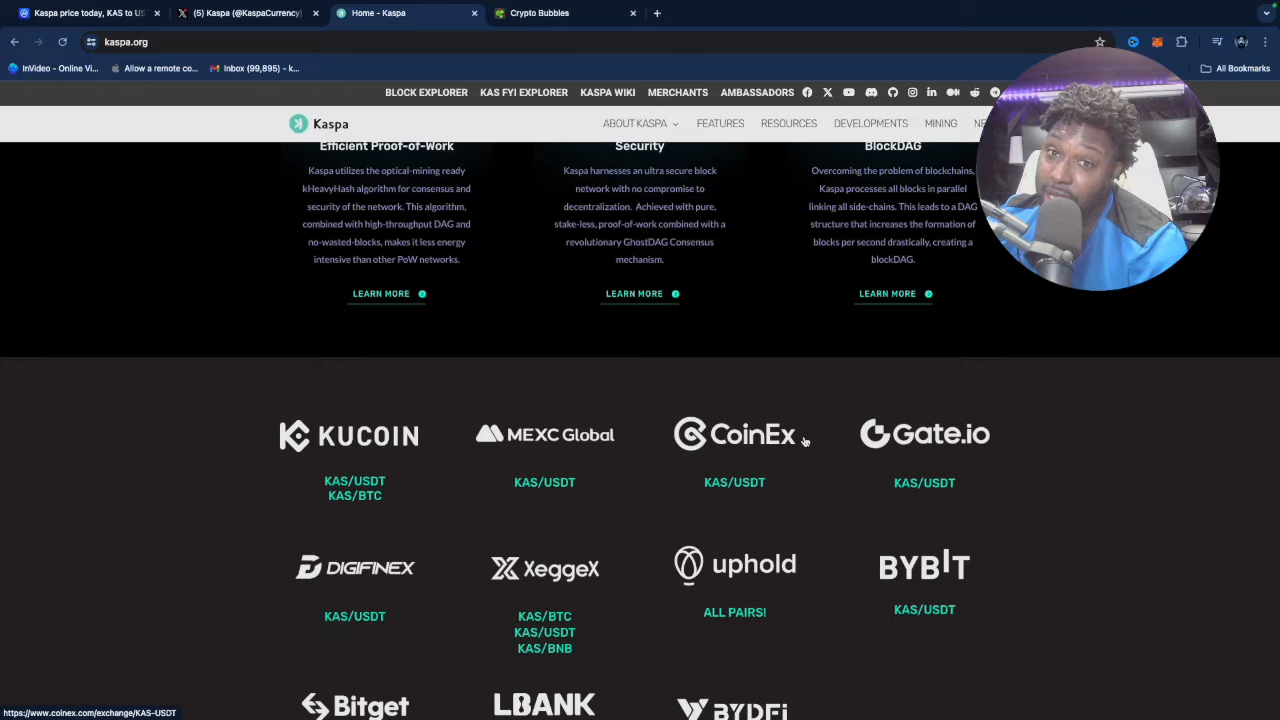 Kaspa price today, KAS to US
(5) Kaspa (@KaspaCurrency)
Home - Kaspa
Crypto Bubbles
kaspa.org
InVideo - Online Vi...
Allow a remote co...
Inbox (99,895) - k...
All Bookmarks
BLOCK EXPLORER KAS FYI EXPLORER KASPA WIKI MERCHANTS AMBASSADORS
Kaspa
ABOUT KASPA FEATURES RESOURCES DEVELOPMENTS MINING NE
Efficient Proof-of-Work
Kaspa utilizes the optical-mining ready
kHeavyHash algorithm for consensus and
security of the network. This algorithm,
combined with high-throughput DAG and
no-wasted-blocks, makes it less energy
intensive than other PoW networks.
LEARN MORE
Security
Kaspa harnesses an ultra secure block
network with no compromise to
decentralization. Achieved with pure,
stake-less, proof-of-work combined with a
revolutionary GhostDAG Consensus
mechanism.
LEARN MORE
BlockDAG
Overcoming the problem of blockchains,
Kaspa processes all blocks in parallel
linking all side-chains. This leads to a DAG
structure that increases the formation of
blocks per second drastically, creating a
blockDAG.
LEARN MORE
KUCOIN
KAS/USDT
KAS/BTC
MEXC Global
KAS/USDT
CoinEx
KAS/USDT
Gate.io
KAS/USDT
DIGIFINEX
KAS/USDT
XeggeX
KAS/BTC
KAS/USDT
KAS/BNB
uphold
ALL PAIRS!
BYBIT
KAS/USDT
Bitget
LBANK
BYDFi
https://www.coinex.com/exchange/KAS-USDT